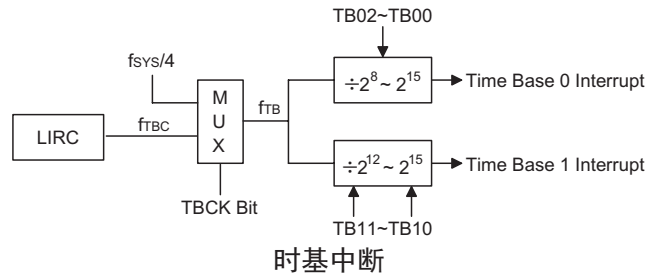 TB02~TB00
fSYS/4
M
U
X
fTB
÷2^8 ~ 2^15
Time Base 0 Interrupt
LIRC
fTBC
÷2^12 ~ 2^15
Time Base 1 Interrupt
TBCK Bit
TB11~TB10
时基中断